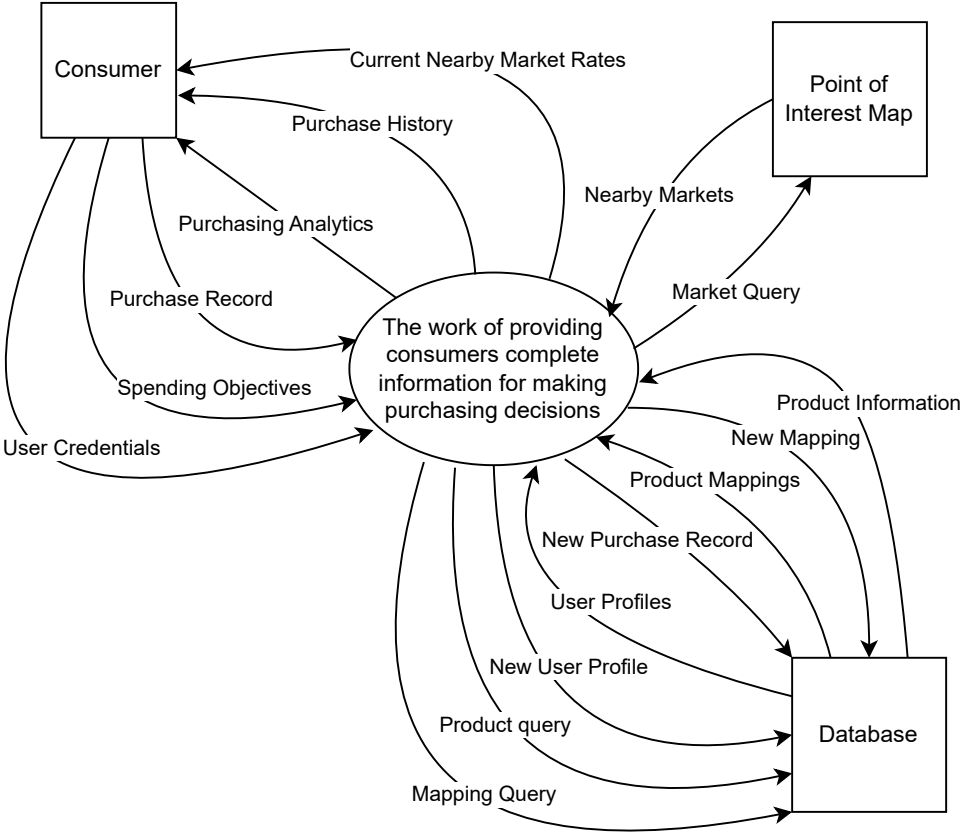 Consumer
Current Nearby Market Rates
Point of
Interest Map
Purchase History
Nearby Markets
Purchasing Analytics
Market Query
Purchase Record
The work of providing
consumers complete
information for making
purchasing decisions
Spending Objectives
Product Information
New Mapping
User Credentials
Product Mappings
New Purchase Record
User Profiles
New User Profile
Product query
Database
Mapping Query